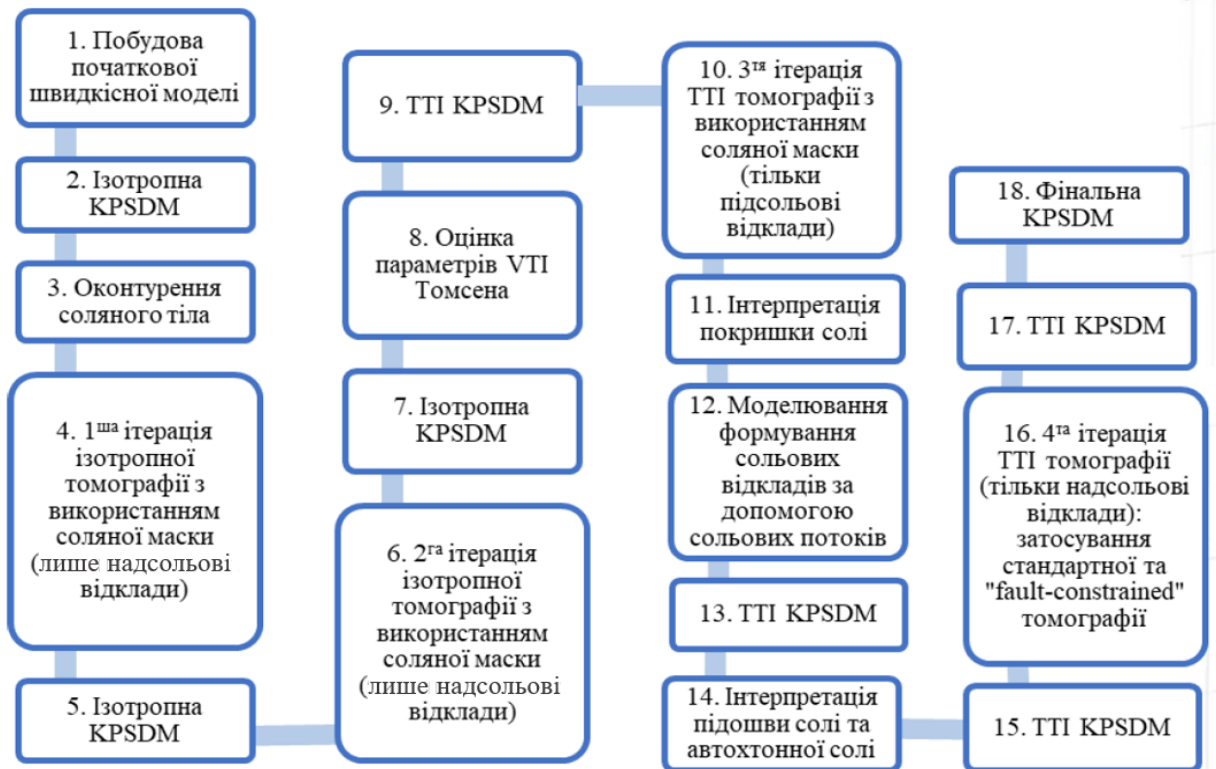 1. Побудова
початкової
швидкісної моделі
2. Ізотропна
KPSDM
3. Оконтурення
соляного тіла
4. 1ша ітерація
ізотропної
томографії з
використанням
соляної маски
(лише надсольові
відклади)
5. Ізотропна
KPSDM
6. 2га ітерація
ізотропної
томографії з
використанням
соляної маски
(лише надсольові
відклади)
7. Ізотропна
KPSDM
8. Оцінка
параметрів VTI
Томсена
9. TTI KPSDM
10. 3тя ітерація
TTI томографії з
використанням
соляної маски
(тільки
підсольові
відклади)
11. Інтерпретація
покришки солі
12. Моделювання
формування
сольових
відкладів за
допомогою
сольових потоків
13. TTI KPSDM
14. Інтерпретація
підошви солі та
автохтонної солі
15. TTI KPSDM
16. 4та ітерація
TTI томографії
(тільки надсольові
відклади):
затосування
стандартної та
"fault-constrained"
томографії
17. TTI KPSDM
18. Фінальна
KPSDM